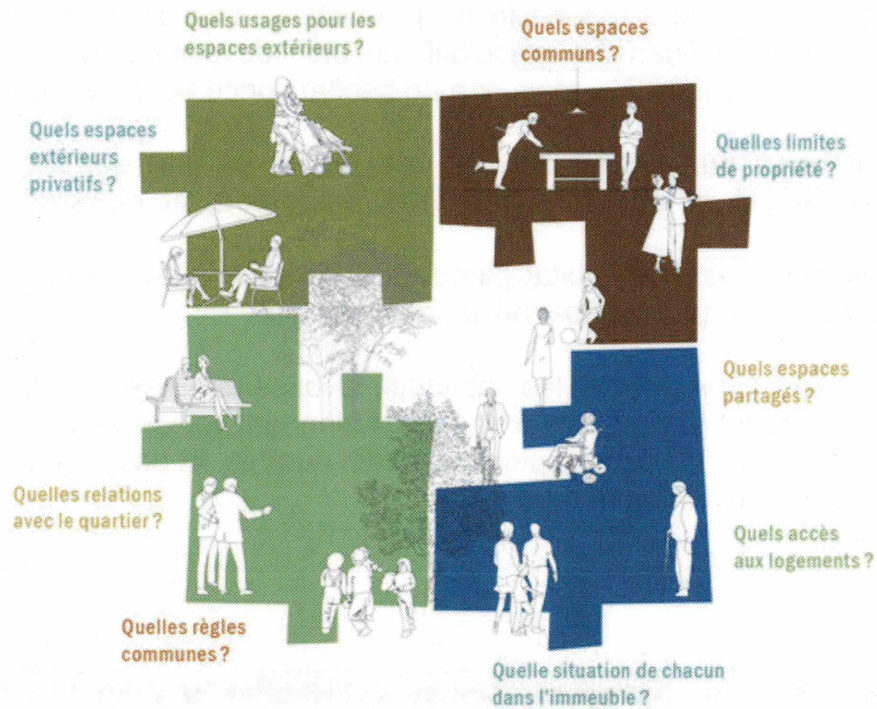 Quels usages pour les
espaces extérieurs ?
Quels espaces
communs ?
Quels espaces
extérieurs
privatifs ?
Quelles limites
de propriété ?
Quels espaces
partagés ?
Quelles relations
avec le quartier ?
Quels accès
aux logements ?
Quelles règles
communes ?
Quelle situation de chacun
dans l'immeuble ?